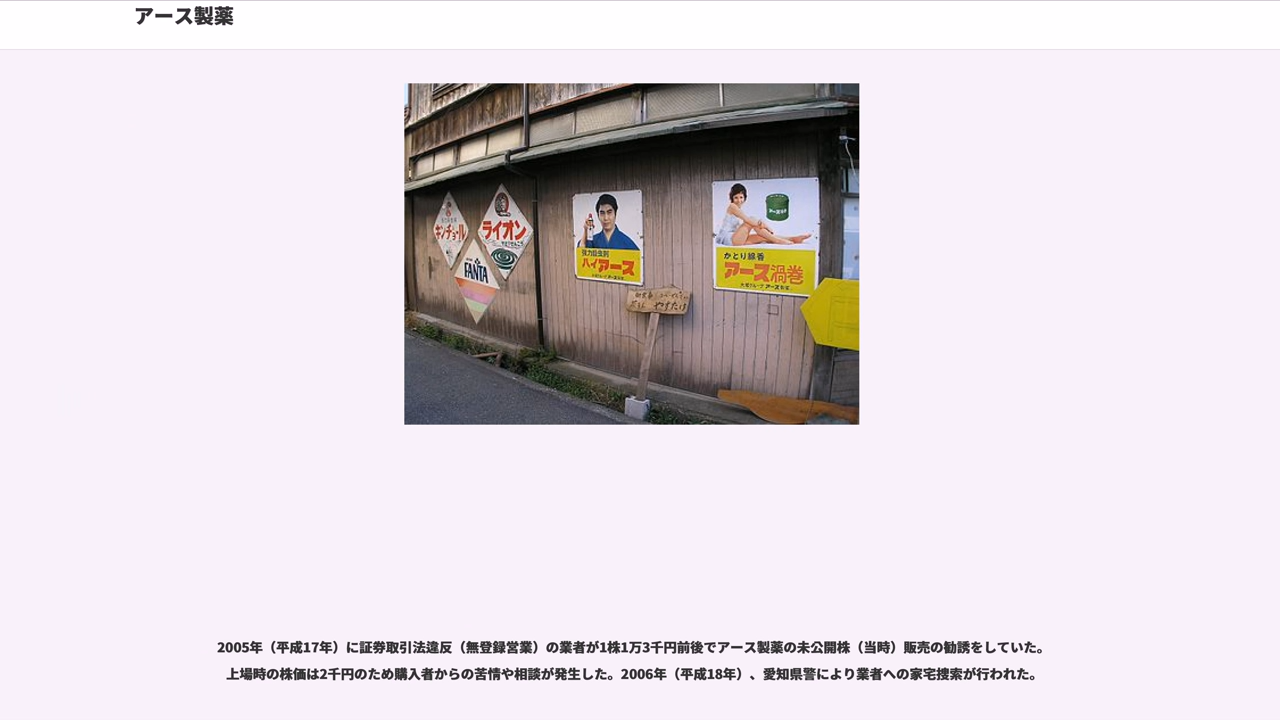 アース製薬
キンチョール
ライオン
FANTA
強力殺虫剤
ハイアース
かとり線香
アース渦巻
2005年（平成17年）に証券取引法違反（無登録営業）の業者が1株1万3千円前後でアース製薬の未公開株（当時）販売の勧誘をしていた。
上場時の株価は2千円のため購入者からの苦情や相談が発生した。2006年（平成18年）、愛知県警により業者への家宅捜索が行われた。